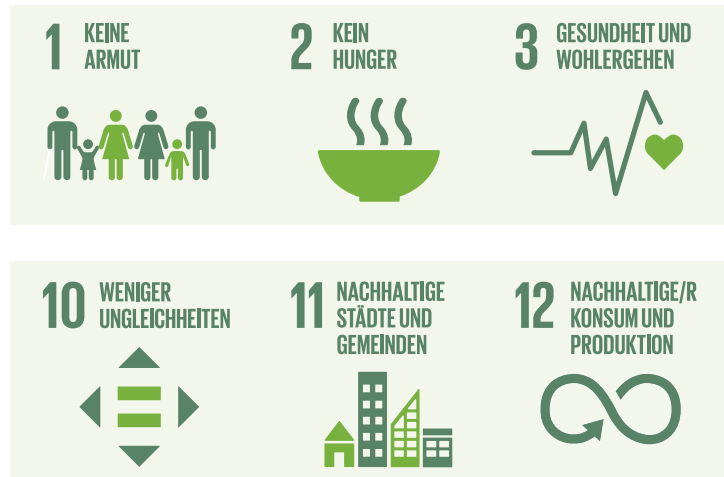 1 KEINE
ARMUT
2 KEIN
HUNGER
3 GESUNDHEIT UND
WOHLERGEHEN
10 WENIGER
UNGLEICHHEITEN
11 NACHHALTIGE
STÄDTE UND
GEMEINDEN
12 NACHHALTIGE/R
KONSUM UND
PRODUKTION